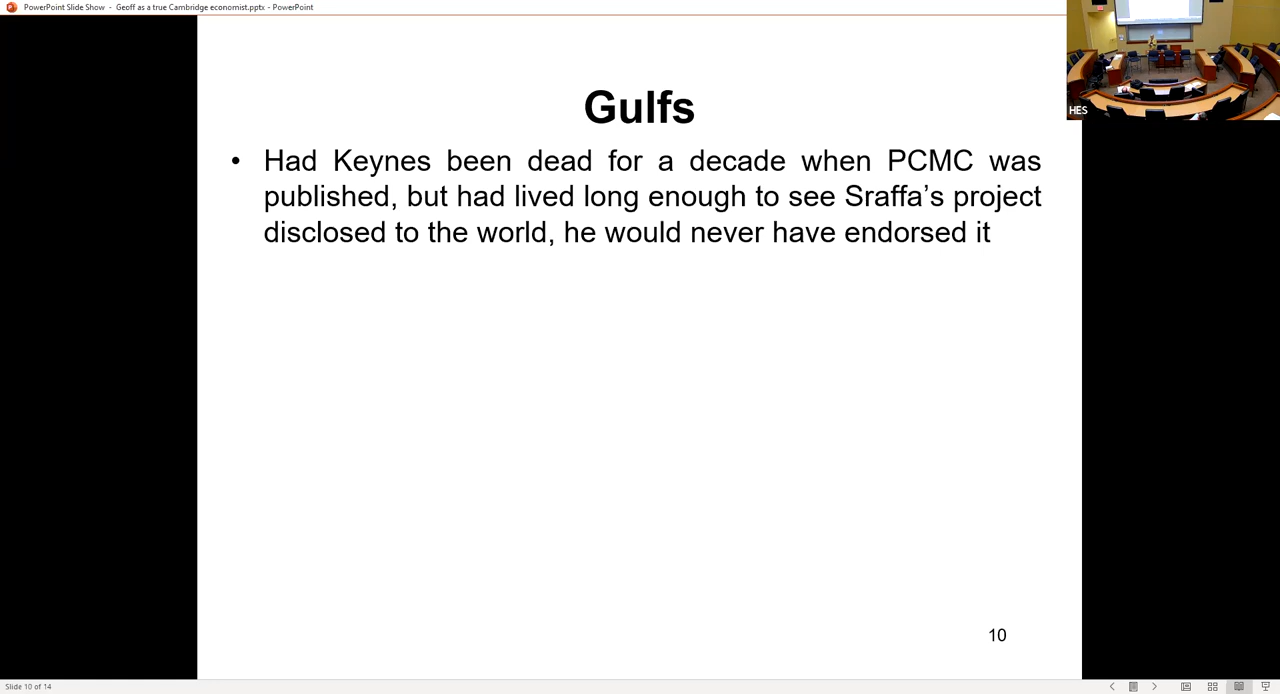 PowerPoint Slide Show - Geoff as a true Cambridge economist.pptx - PowerPoint
HES
Gulfs
• Had Keynes been dead for a decade when PCMC was
published, but had lived long enough to see Sraffa’s project
disclosed to the world, he would never have endorsed it
10
Slide 10 of 14